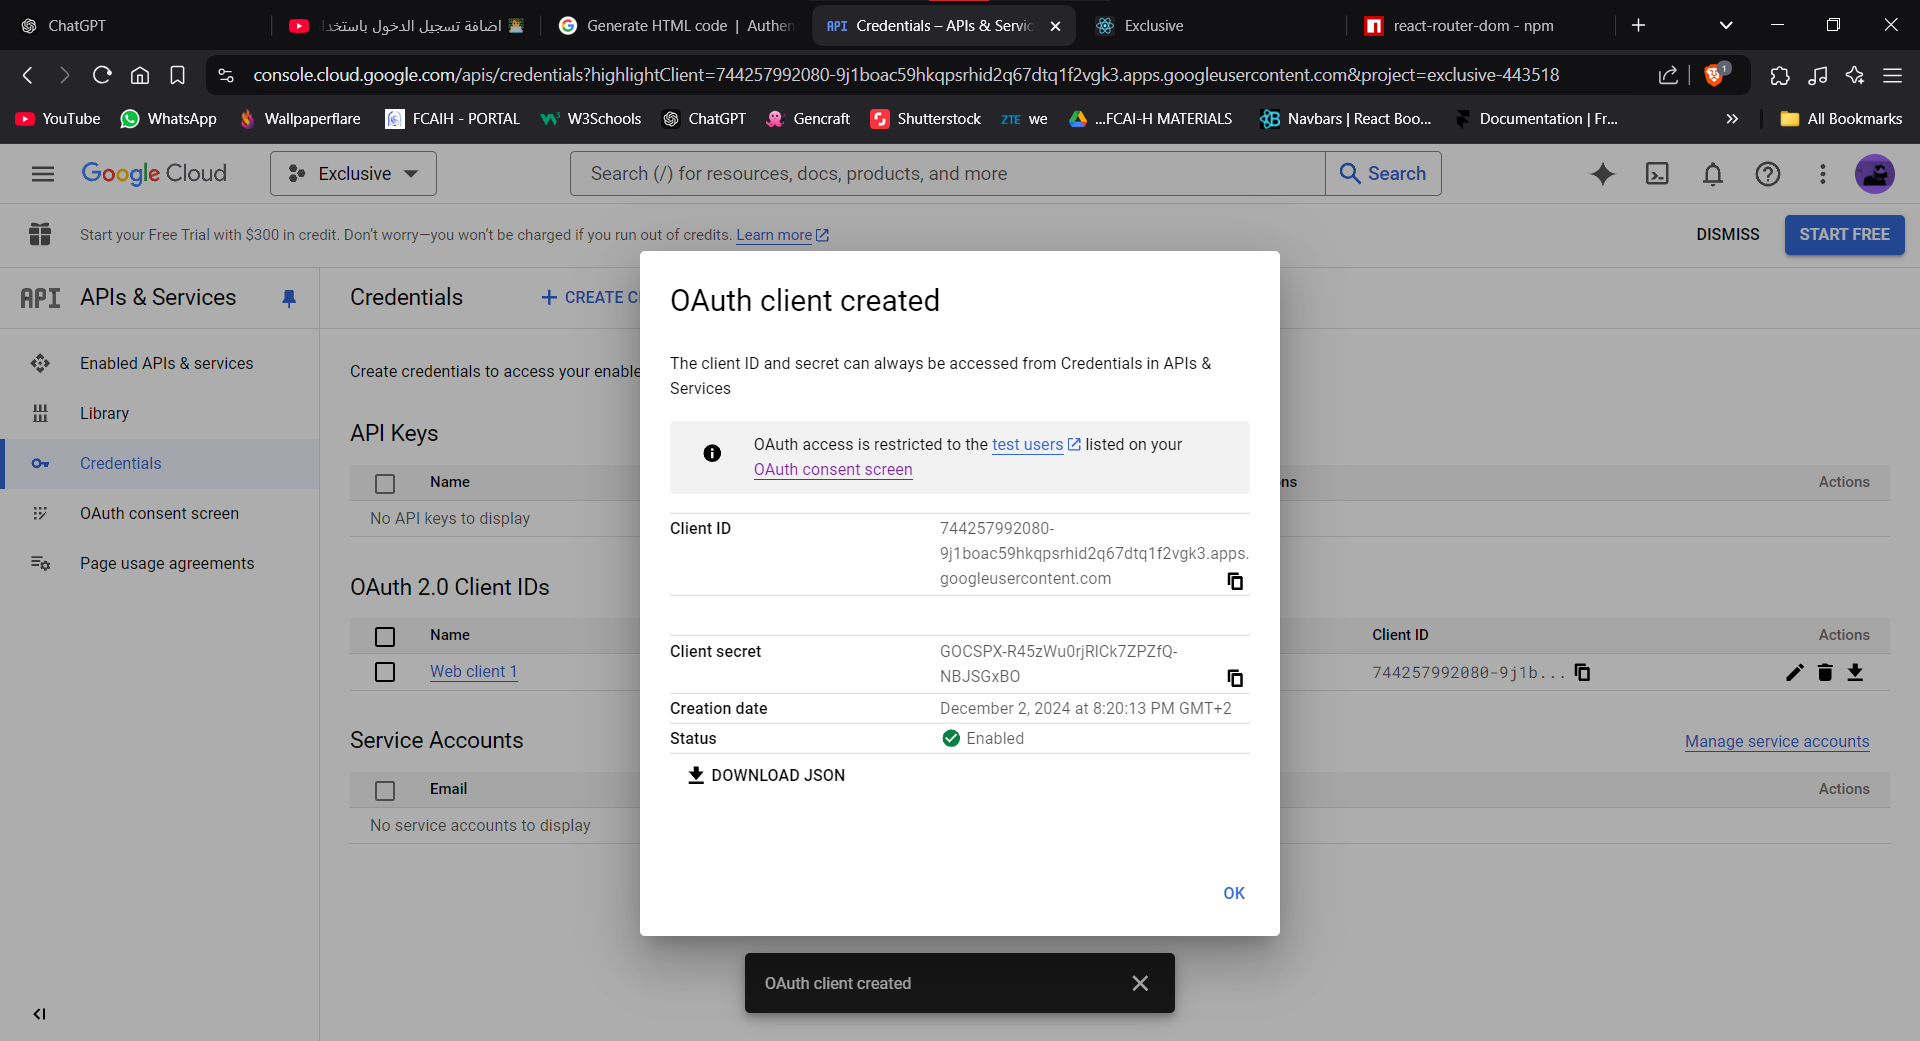 ChatGPT
اضافة تسجيل الدخول باستخدا
Generate HTML code | Authen
API Credentials – APIs & Servic
Exclusive
react-router-dom - npm
console.cloud.google.com/apis/credentials?highlightClient=744257992080-9j1boac59hkqpsrhid2q67dtq1f2vgk3.apps.googleusercontent.com&project=exclusive-443518
1
YouTube
WhatsApp
Wallpaperflare
FCAIH - PORTAL
W3Schools
ChatGPT
Gencraft
Shutterstock
ZTE we
...FCAI-H MATERIALS
Navbars | React Boo...
Documentation | Fr...
All Bookmarks
Google Cloud
Exclusive
Search (/) for resources, docs, products, and more
Search
Start your Free Trial with $300 in credit. Don’t worry—you won’t be charged if you run out of credits. Learn more
DISMISS
START FREE
API APIs & Services
Enabled APIs & services
Library
Credentials
OAuth consent screen
Page usage agreements
Credentials
+ CREATE C
Create credentials to access your enable
API Keys
Name
ns
Actions
No API keys to display
OAuth 2.0 Client IDs
Name
Client ID
Actions
Web client 1
744257992080-9j1b...
Service Accounts
Manage service accounts
Email
Actions
No service accounts to display
OAuth client created
The client ID and secret can always be accessed from Credentials in APIs &
Services
OAuth access is restricted to the test users listed on your
OAuth consent screen
Client ID
744257992080-
9j1boac59hkqpsrhid2q67dtq1f2vgk3.apps.
googleusercontent.com
Client secret
GOCSPX-R45zWu0rjRlCk7ZPZfQ-
NBJSGxBO
Creation date
December 2, 2024 at 8:20:13 PM GMT+2
Status
Enabled
DOWNLOAD JSON
OK
OAuth client created